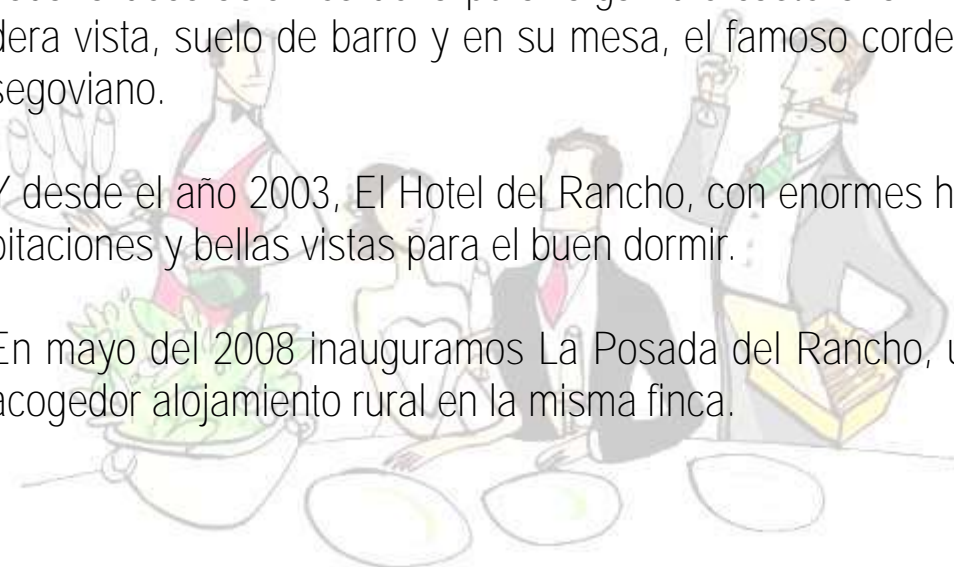 dera vista, suelo de barro y en su mesa, el famoso corde
segoviano.
Y desde el año 2003, El Hotel del Rancho, con enormes h
bitaciones y bellas vistas para el buen dormir.
En mayo del 2008 inauguramos La Posada del Rancho, u
acogedor alojamiento rural en la misma finca.